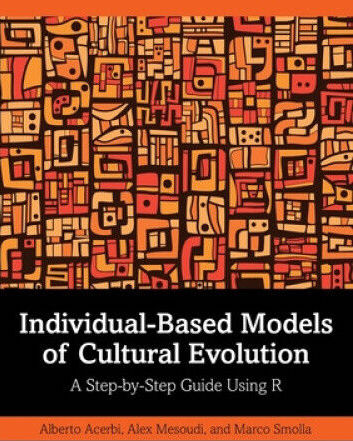 Individual-Based Models
of Cultural Evolution
A Step-by-Step Guide Using R
Alberto Acerbi, Alex Mesoudi, and Marco Smolla